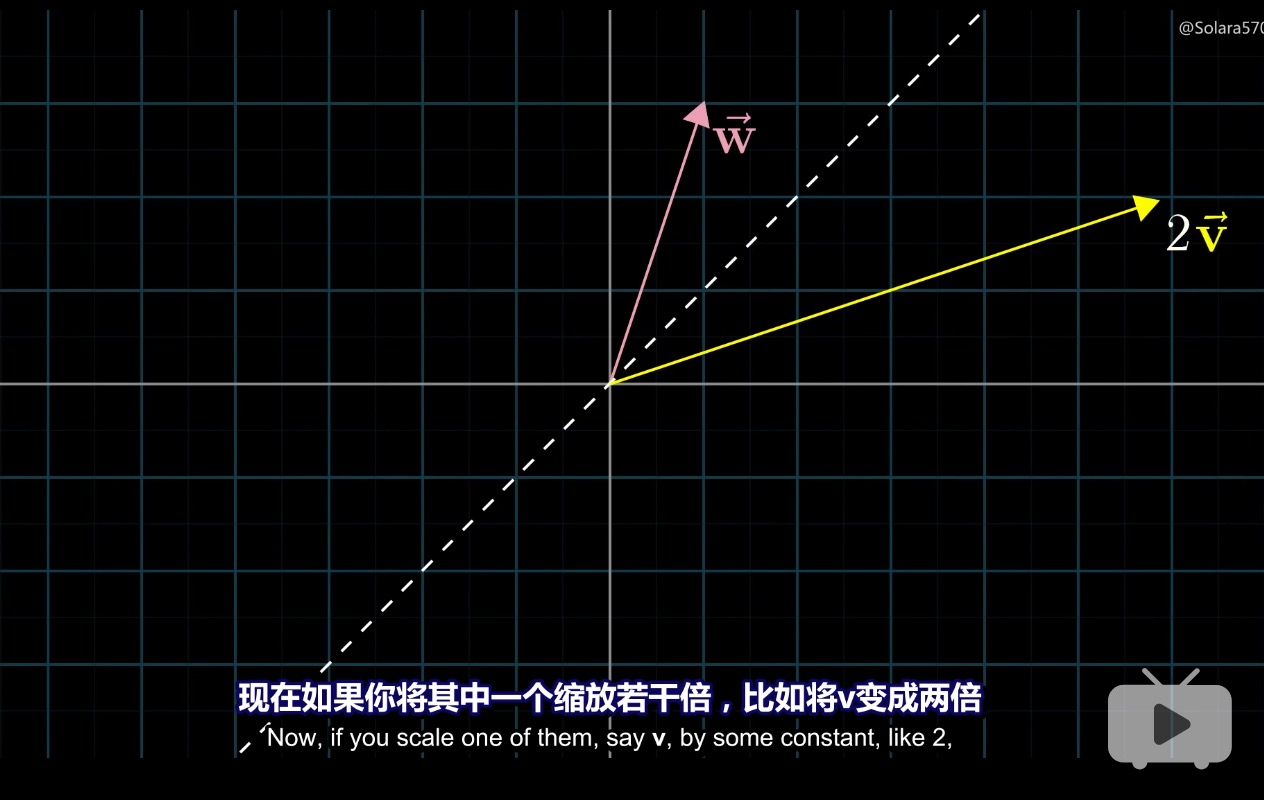 @Solara570
w
2v
现在如果你将其中一个缩放若干倍，比如将v变成两倍
Now, if you scale one of them, say v, by some constant, like 2,